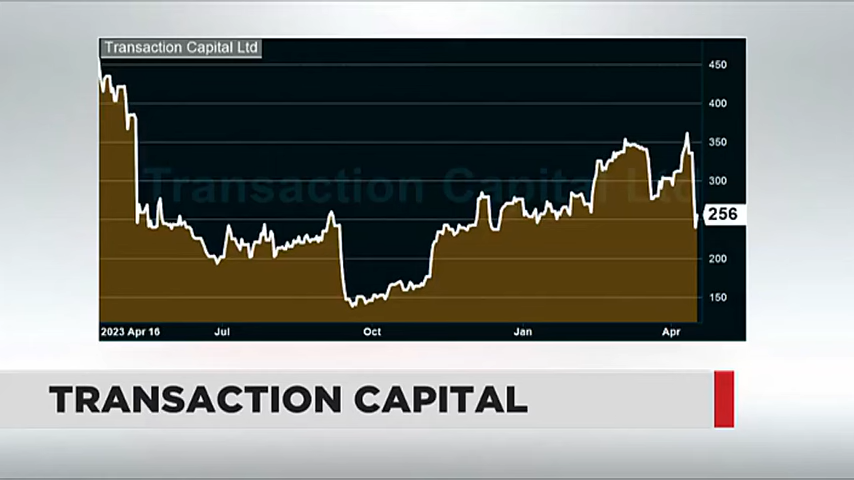 Transaction Capital Ltd
450
400
350
300
Transaction Capital Ltd
256
200
150
2023 Apr 16 Jul Oct Jan Apr
TRANSACTION CAPITAL